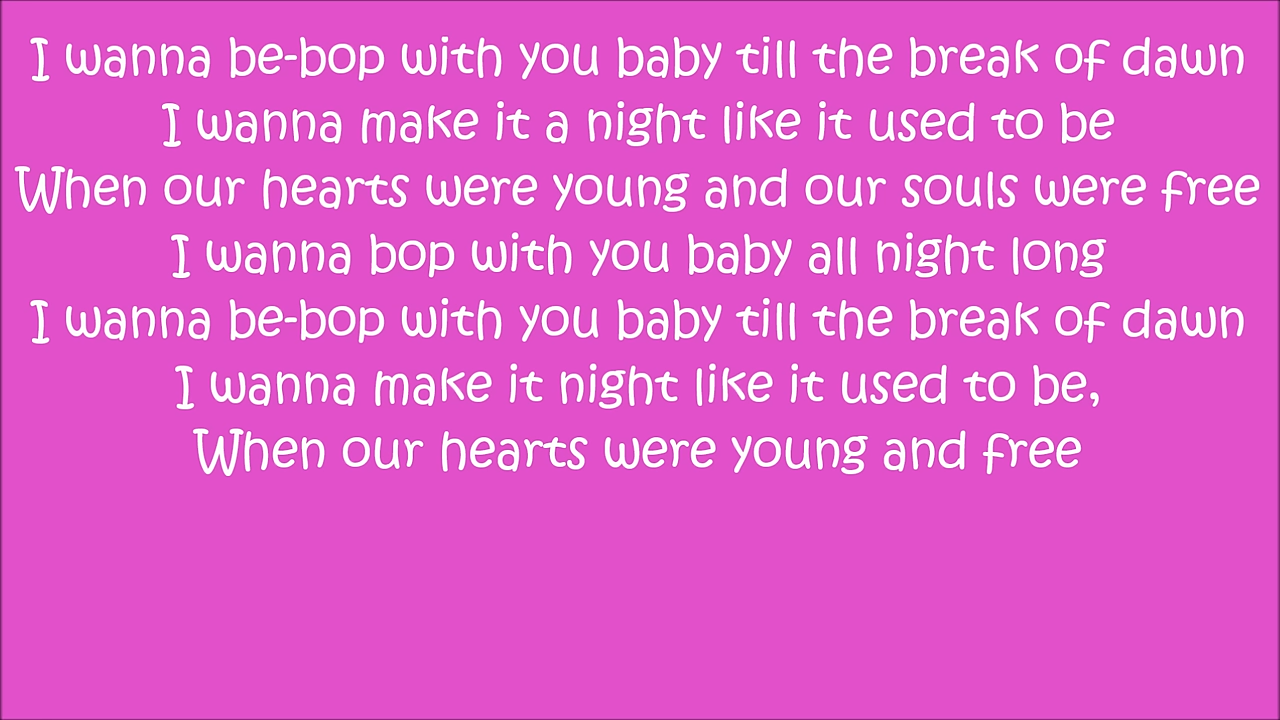 I wanna be-bop with you baby till the break of dawn
I wanna make it a night like it used to be
When our hearts were young and our souls were free
I wanna bop with you baby all night long
I wanna be-bop with you baby till the break of dawn
I wanna make it night like it used to be,
When our hearts were young and free